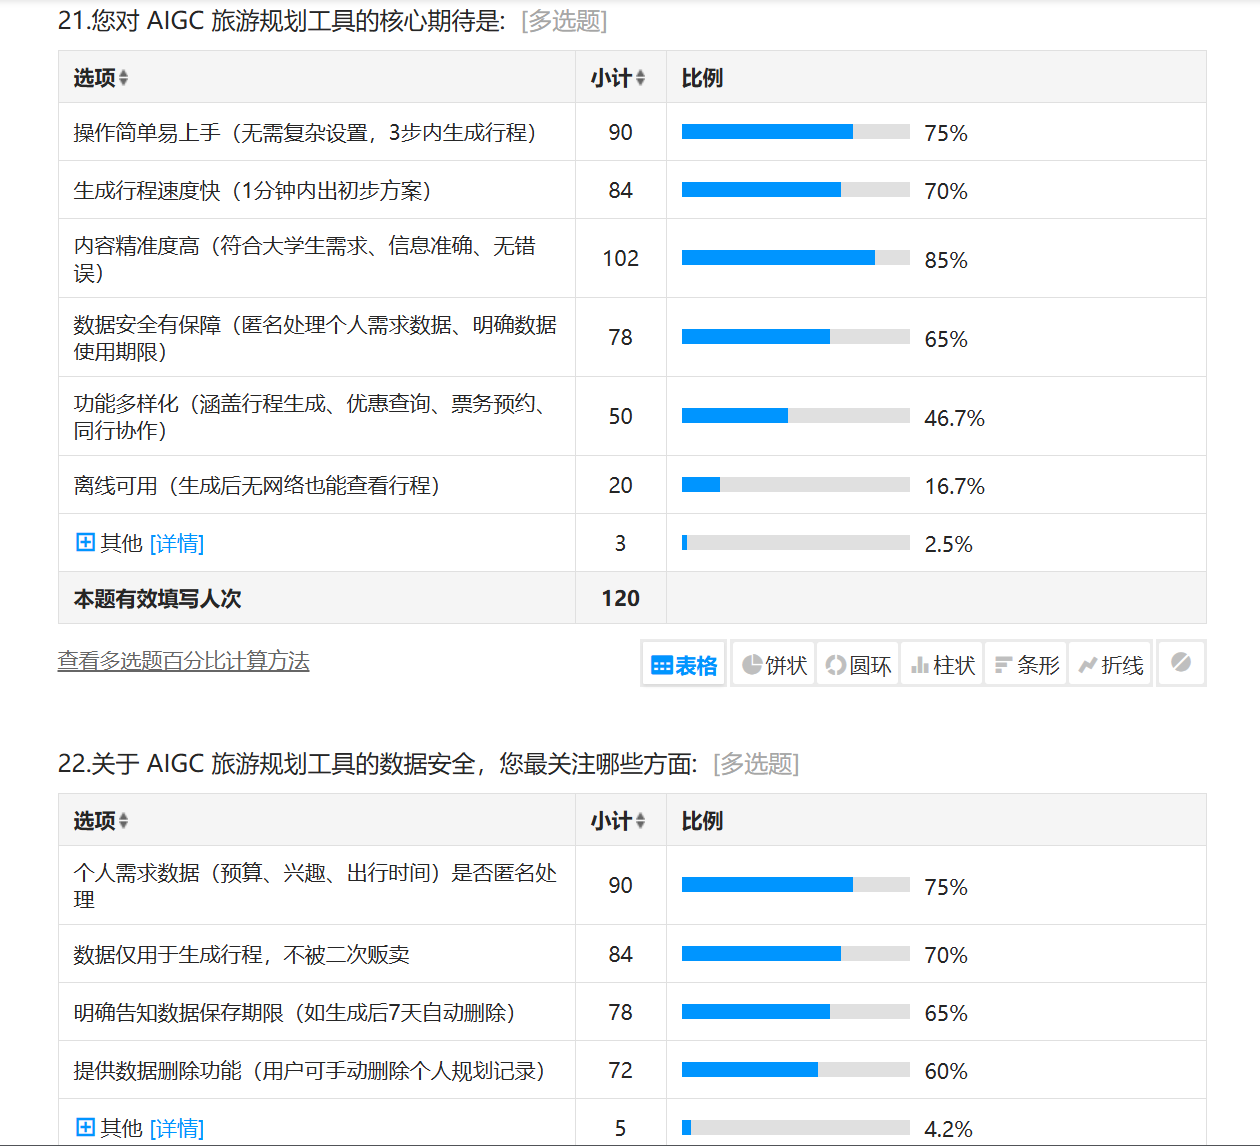 21.您对 AIGC 旅游规划工具的核心期待是: [多选题]
选项 小计 比例
操作简单易上手（无需复杂设置，3步内生成行程） 90 75%
生成行程速度快（1分钟内出初步方案） 84 70%
内容精准度高（符合大学生需求、信息准确、无错
误） 102 85%
数据安全有保障（匿名处理个人需求数据、明确数据
使用期限） 78 65%
功能多样化（涵盖行程生成、优惠查询、票务预约、
同行协作） 50 46.7%
离线可用（生成后无网络也能查看行程） 20 16.7%
其他 [详情] 3 2.5%
本题有效填写人次 120
查看多选题百分比计算方法 表格 饼状 圆环 柱状 条形 折线
22.关于 AIGC 旅游规划工具的数据安全，您最关注哪些方面: [多选题]
选项 小计 比例
个人需求数据（预算、兴趣、出行时间）是否匿名处
理 90 75%
数据仅用于生成行程，不被二次贩卖 84 70%
明确告知数据保存期限（如生成后7天自动删除） 78 65%
提供数据删除功能（用户可手动删除个人规划记录） 72 60%
其他 [详情] 5 4.2%